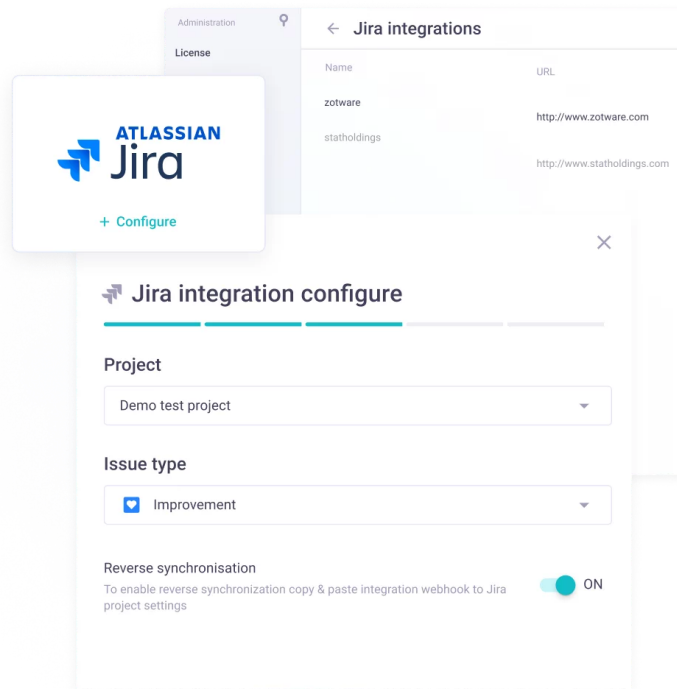 Administration
License
Jira integrations
Name
URL
zotware
http://www.zotware.com
statholdings
http://www.statholdings.com
ATLASSIAN
Jira
+ Configure
Jira integration configure
Project
Demo test project
Issue type
Improvement
Reverse synchronisation
To enable reverse synchronization copy & paste integration webhook to Jira
project settings
ON